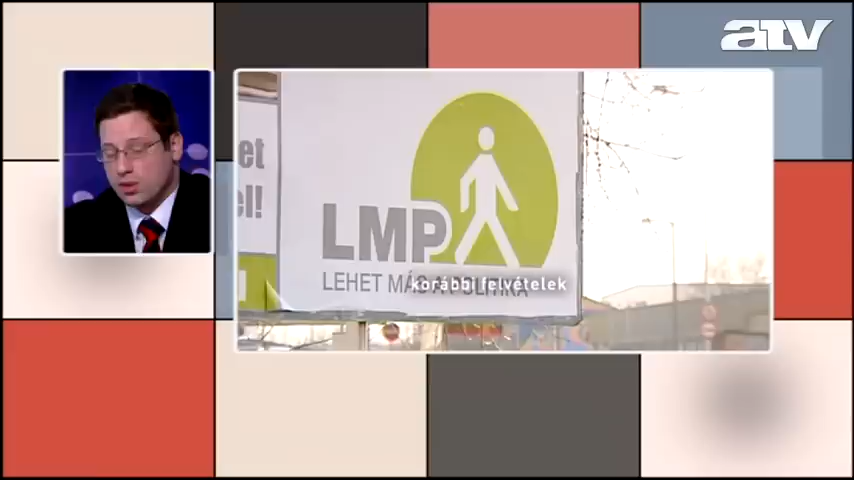 atv
et
el!
LMP
LEHET MÁS A POLITIKA
korábbi felvételek